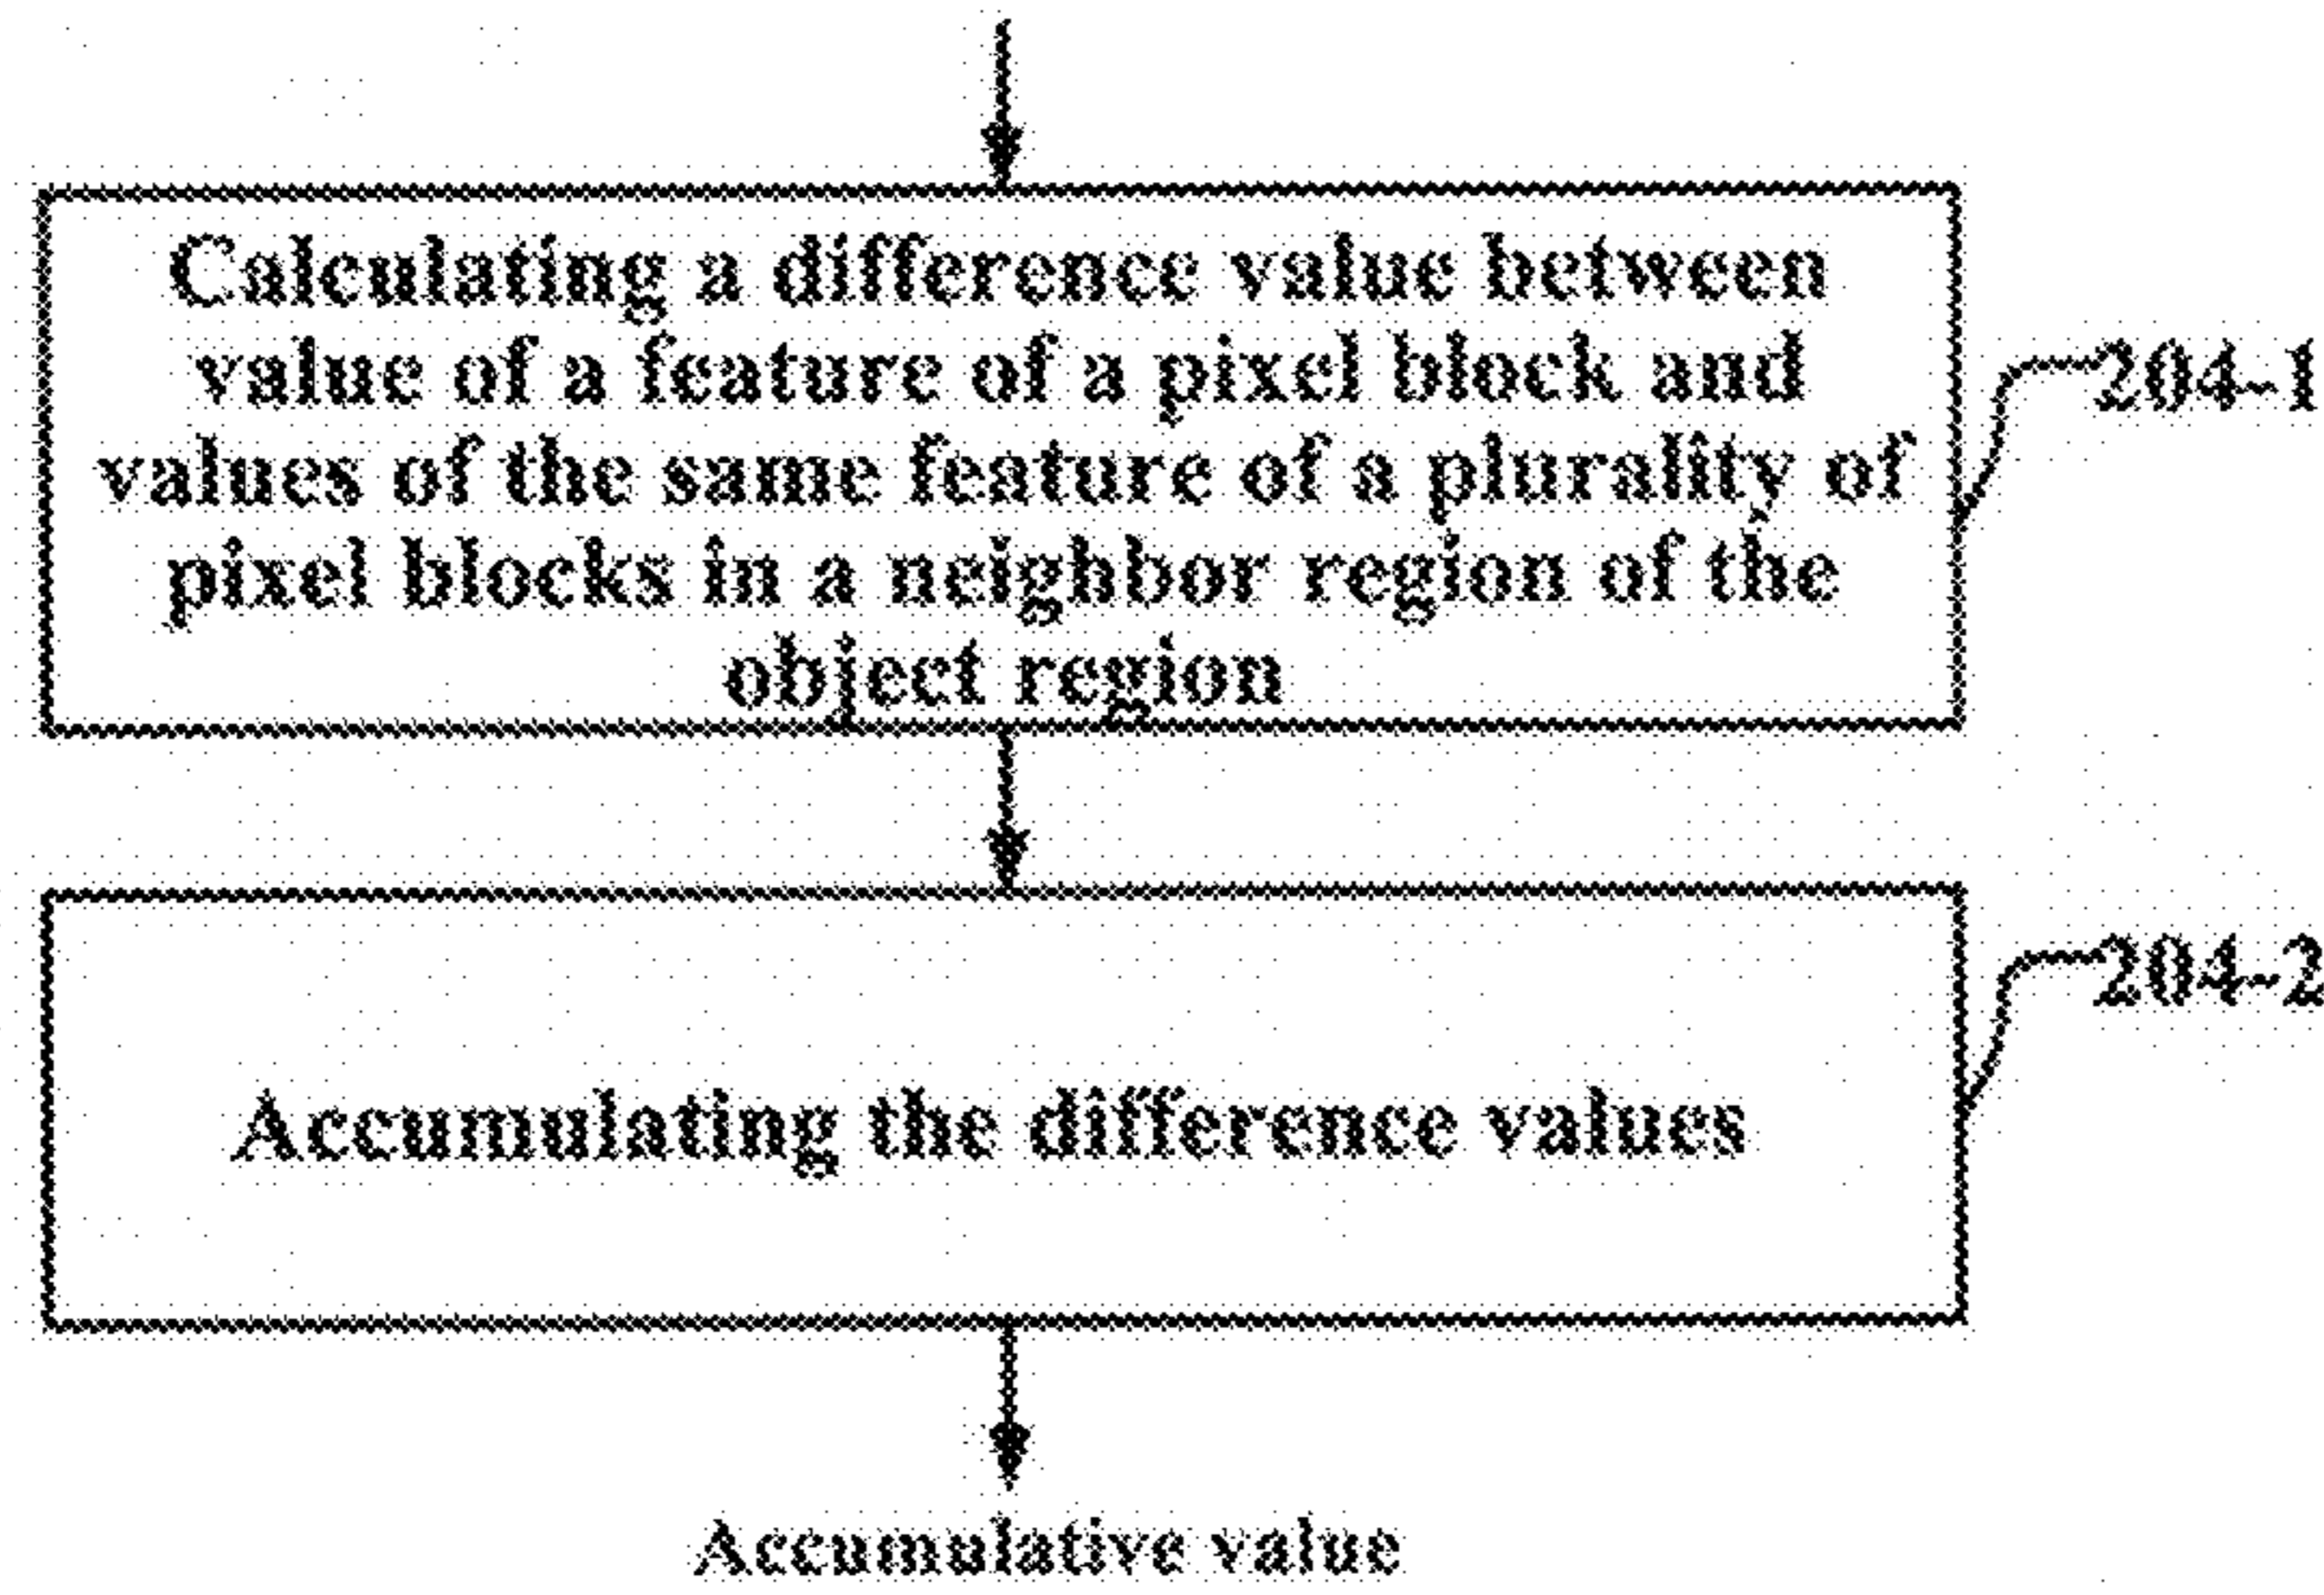 Calculating a difference value between
value of a feature of a pixel block and
values of the same feature of a plurality of
pixel blocks in a neighbor region of the
object region
204-1
Accumulating the difference values
204-2
Accumulative value